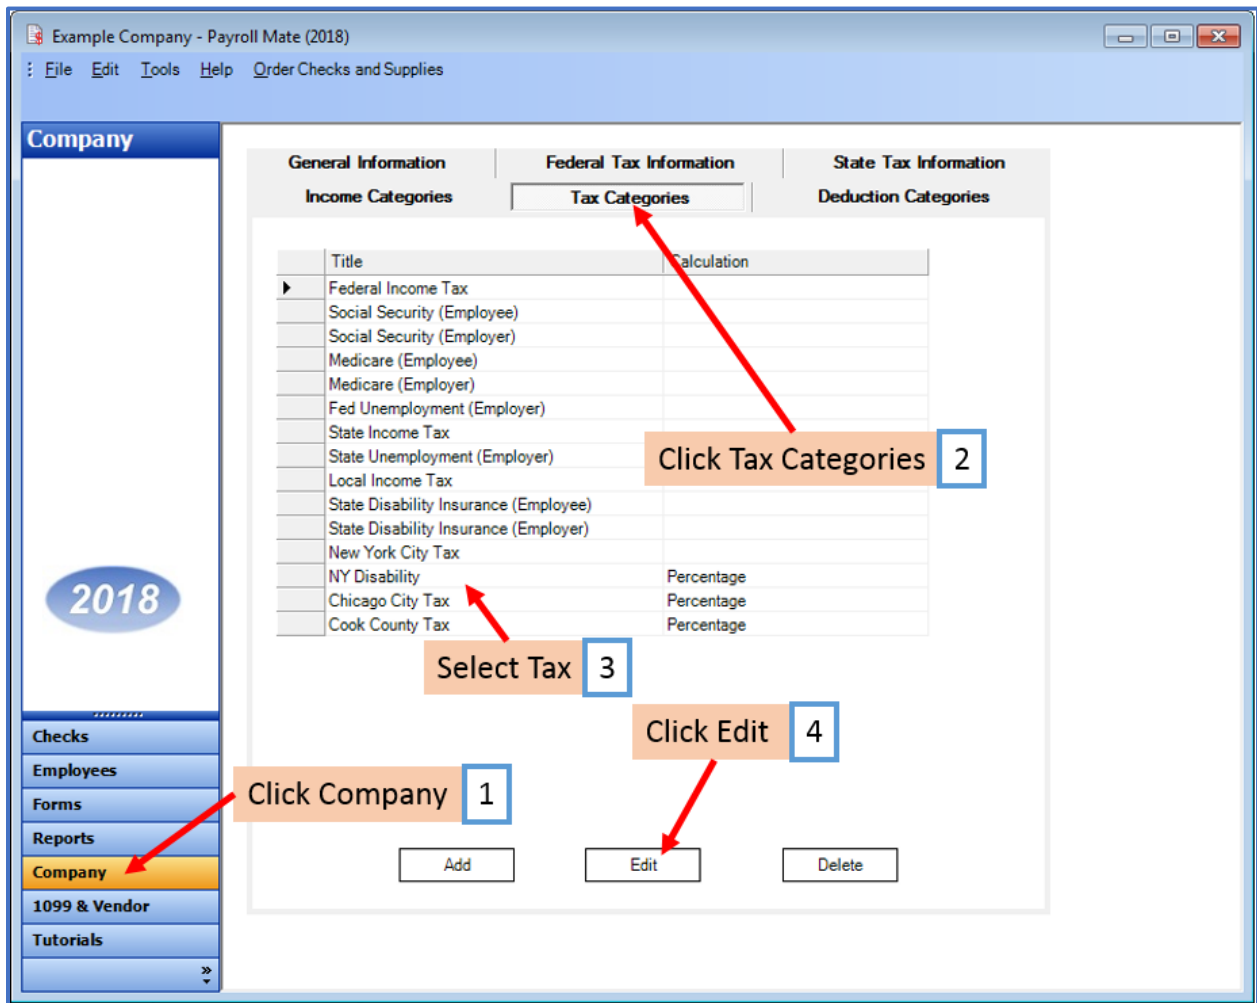 Example Company - Payroll Mate (2018)
File Edit Tools Help Order Checks and Supplies
Company
General Information Federal Tax Information State Tax Information
Income Categories Tax Categories Deduction Categories
Title Calculation
Federal Income Tax
Social Security (Employee)
Social Security (Employer)
Medicare (Employee)
Medicare (Employer)
Fed Unemployment (Employer)
State Income Tax
State Unemployment (Employer)
Click Tax Categories 2
Local Income Tax
State Disability Insurance (Employee)
State Disability Insurance (Employer)
New York City Tax
NY Disability Percentage
Chicago City Tax Percentage
Cook County Tax Percentage
2018
Select Tax 3
Click Edit 4
Checks
Employees
Click Company 1
Forms
Reports
Company
1099 & Vendor
Tutorials
Add Edit Delete